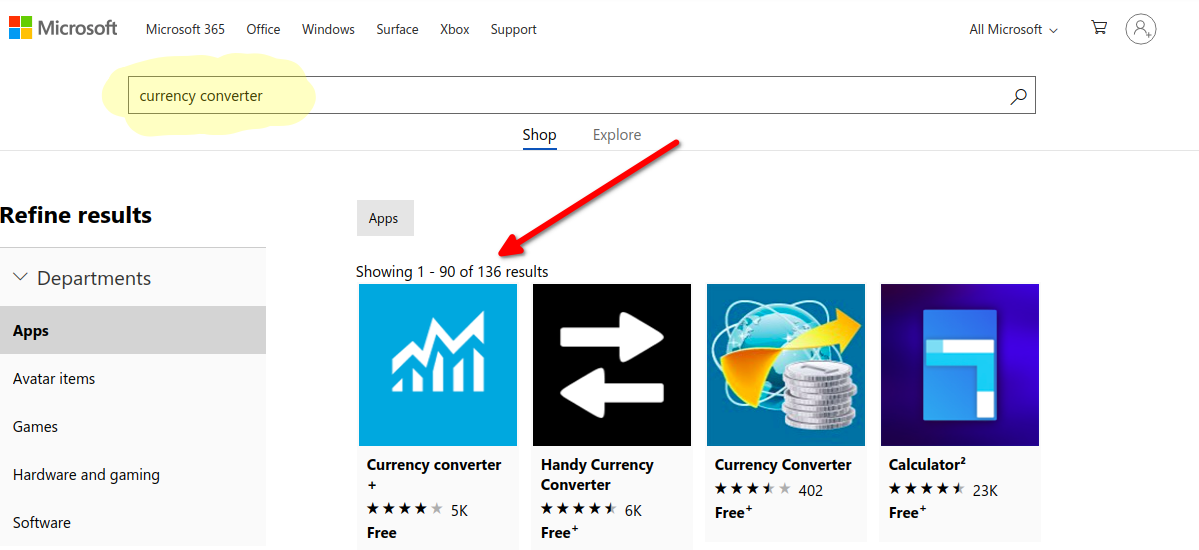 Microsoft
Microsoft 365 Office Windows Surface Xbox Support
All Microsoft
currency converter
Shop Explore
Refine results
Departments
Apps
Avatar items
Games
Hardware and gaming
Software
Apps
Showing 1 - 90 of 136 results
Currency converter
+
5K
Free
Handy Currency
Converter
6K
Free+
Currency Converter
402
Free+
Calculator²
23K
Free+